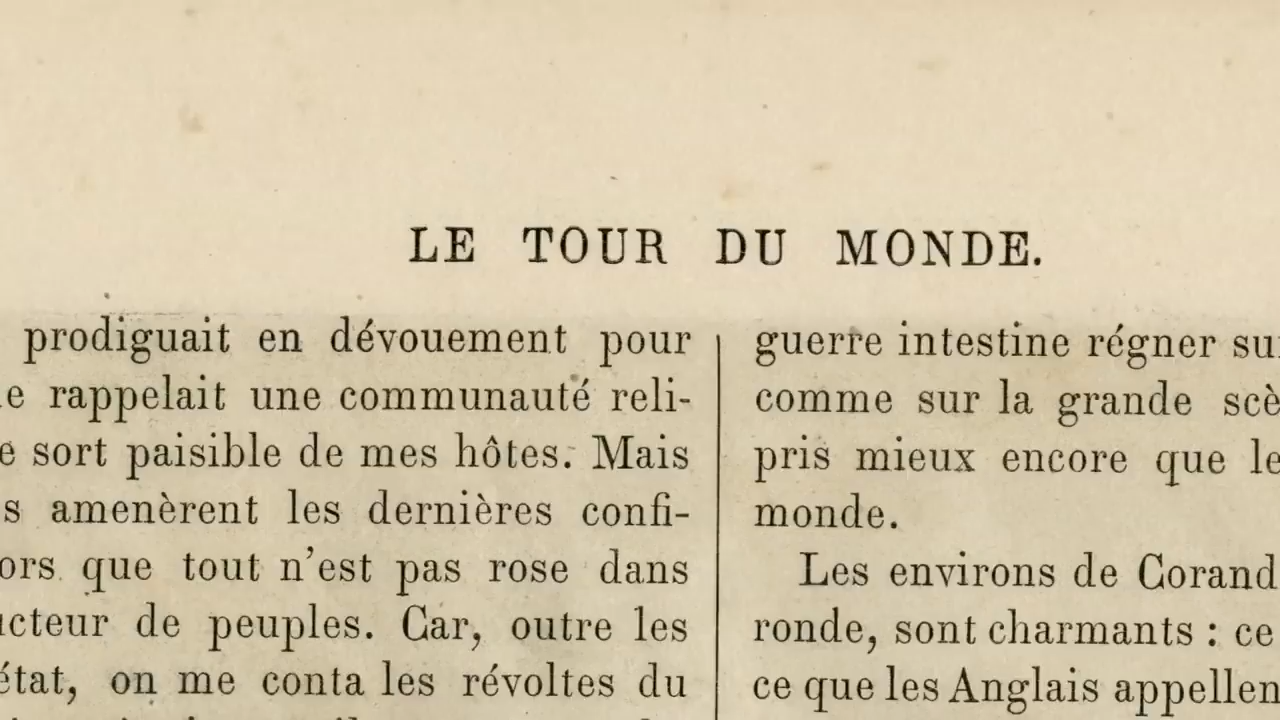 LE TOUR DU MONDE.
prodiguait en dévouement pour
rappelait une communauté reli-
sort paisible de mes hôtes. Mais
amenèrent les dernières confi-
que tout n'est pas rose dans
de peuples. Car, outre les
on me conta les révoltes du
guerre intestine régner
comme sur la grande
pris mieux encore que
monde.
Les environs de
ronde, sont charmants : ce
ce que les Anglais